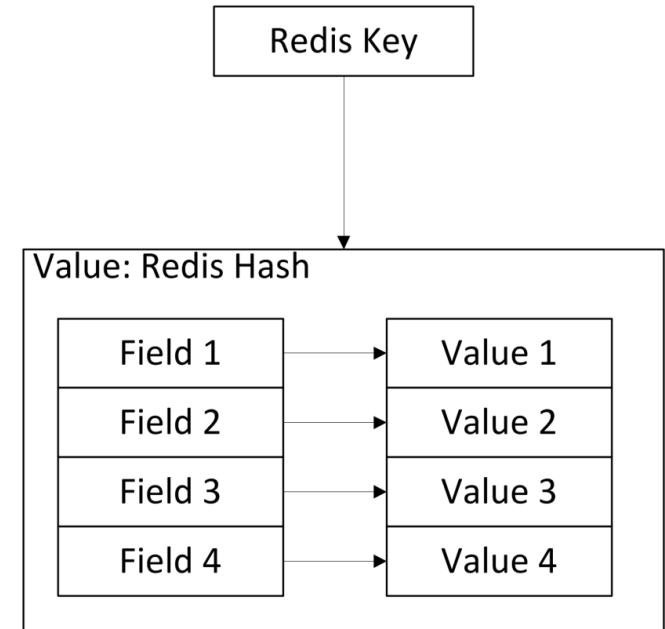 Redis Key
Value: Redis Hash
Field 1
Value 1
Field 2
Value 2
Field 3
Value 3
Field 4
Value 4